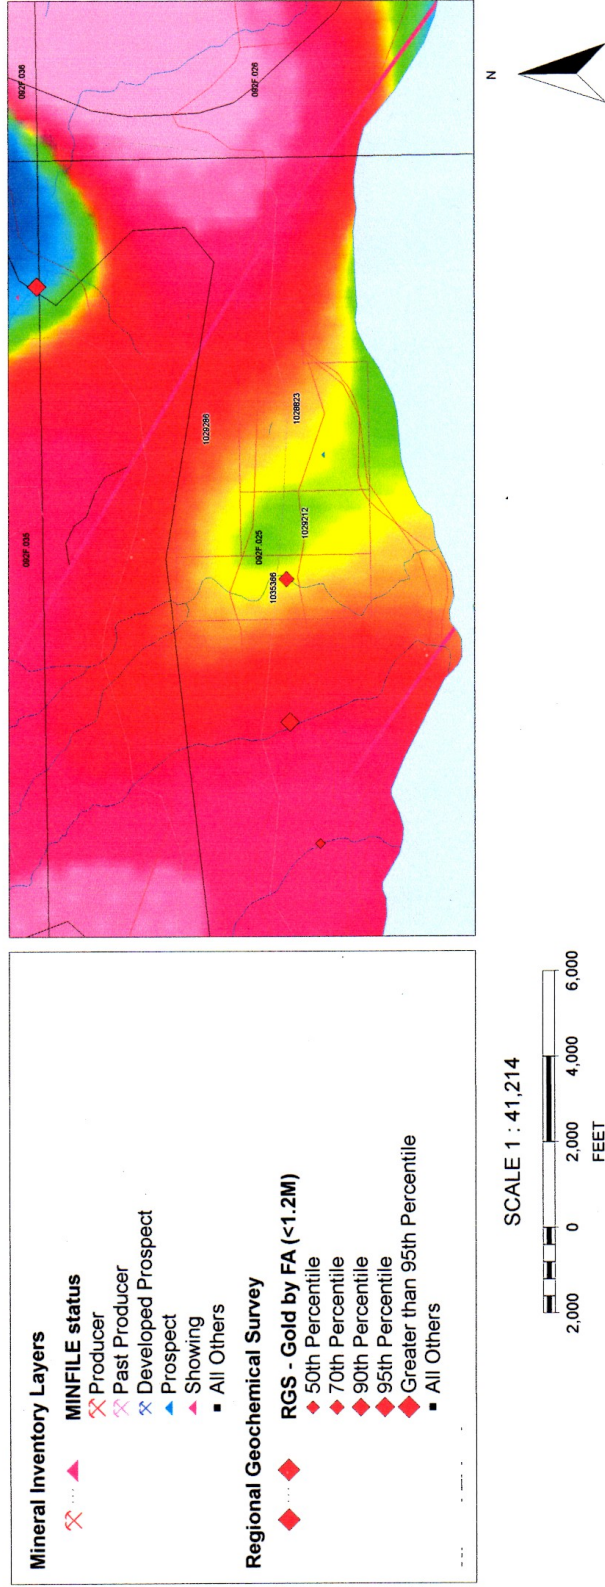 092F.036
092F.026
092F.035
1029286
1028823
092F.025
1029212
1035366
N
Mineral Inventory Layers
MINFILE status
Producer
Past Producer
Developed Prospect
Prospect
Showing
All Others
Regional Geochemical Survey
RGS - Gold by FA (<1.2M)
50th Percentile
70th Percentile
90th Percentile
95th Percentile
Greater than 95th Percentile
All Others
SCALE 1 : 41,214
2,000 0 2,000 4,000 6,000
FEET